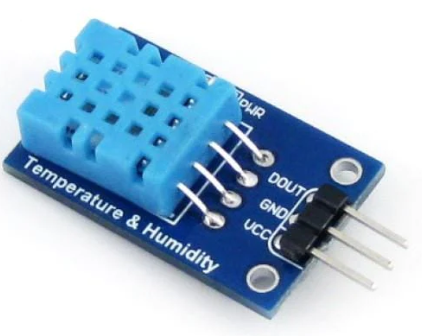 PWR
DOUT
GND
VCC
Temperature & Humidity